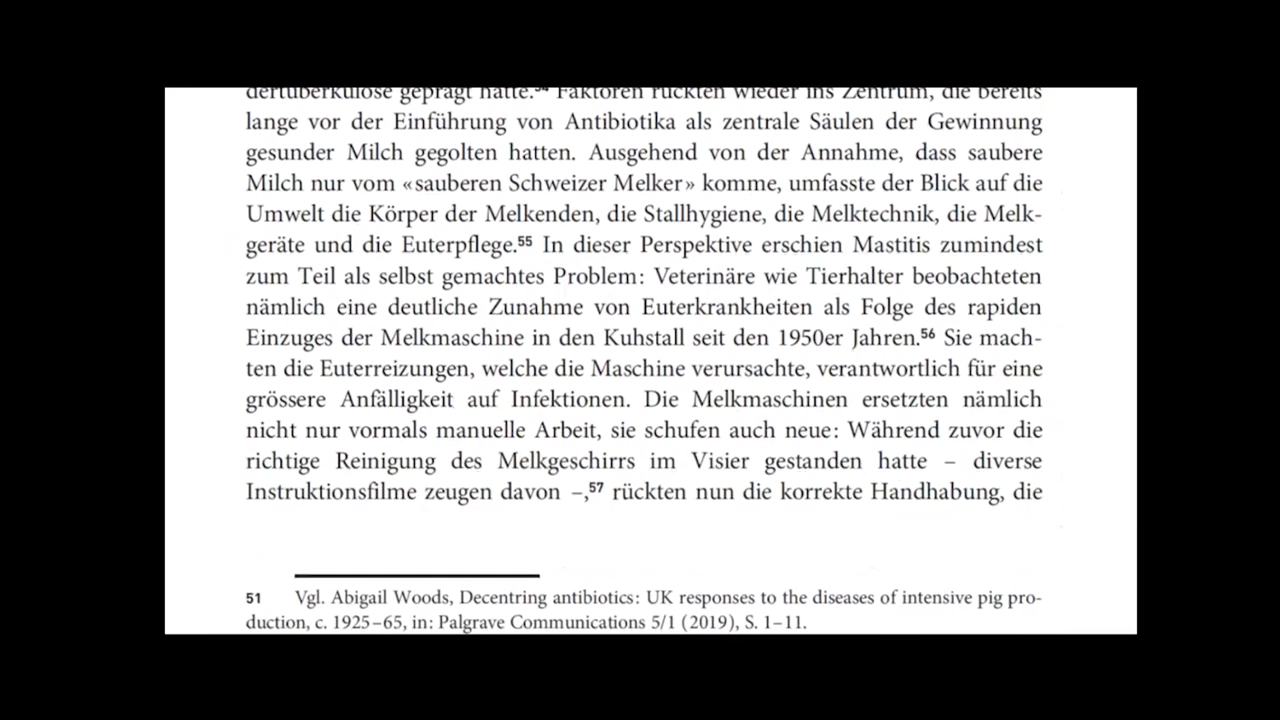 dertuberkulose geprägt hatte.⁵⁴ Faktoren rückten wieder ins Zentrum, die bereits
lange vor der Einführung von Antibiotika als zentrale Säulen der Gewinnung
gesunder Milch gegolten hatten. Ausgehend von der Annahme, dass saubere
Milch nur vom «sauberen Schweizer Melker» komme, umfasste der Blick auf die
Umwelt die Körper der Melkenden, die Stallhygiene, die Melktechnik, die Melk-
geräte und die Euterpflege.⁵⁵ In dieser Perspektive erschien Mastitis zumindest
zum Teil als selbst gemachtes Problem: Veterinäre wie Tierhalter beobachteten
nämlich eine deutliche Zunahme von Euterkrankheiten als Folge des rapiden
Einzuges der Melkmaschine in den Kuhstall seit den 1950er Jahren.⁵⁶ Sie mach-
ten die Euterreizungen, welche die Maschine verursachte, verantwortlich für eine
grössere Anfälligkeit auf Infektionen. Die Melkmaschinen ersetzten nämlich
nicht nur vormals manuelle Arbeit, sie schufen auch neue: Während zuvor die
richtige Reinigung des Melkgeschirrs im Visier gestanden hatte – diverse
Instruktionsfilme zeugen davon –,⁵⁷ rückten nun die korrekte Handhabung, die
51 Vgl. Abigail Woods, Decentring antibiotics: UK responses to the diseases of intensive pig pro-
duction, c. 1925–65, in: Palgrave Communications 5/1 (2019), S. 1–11.